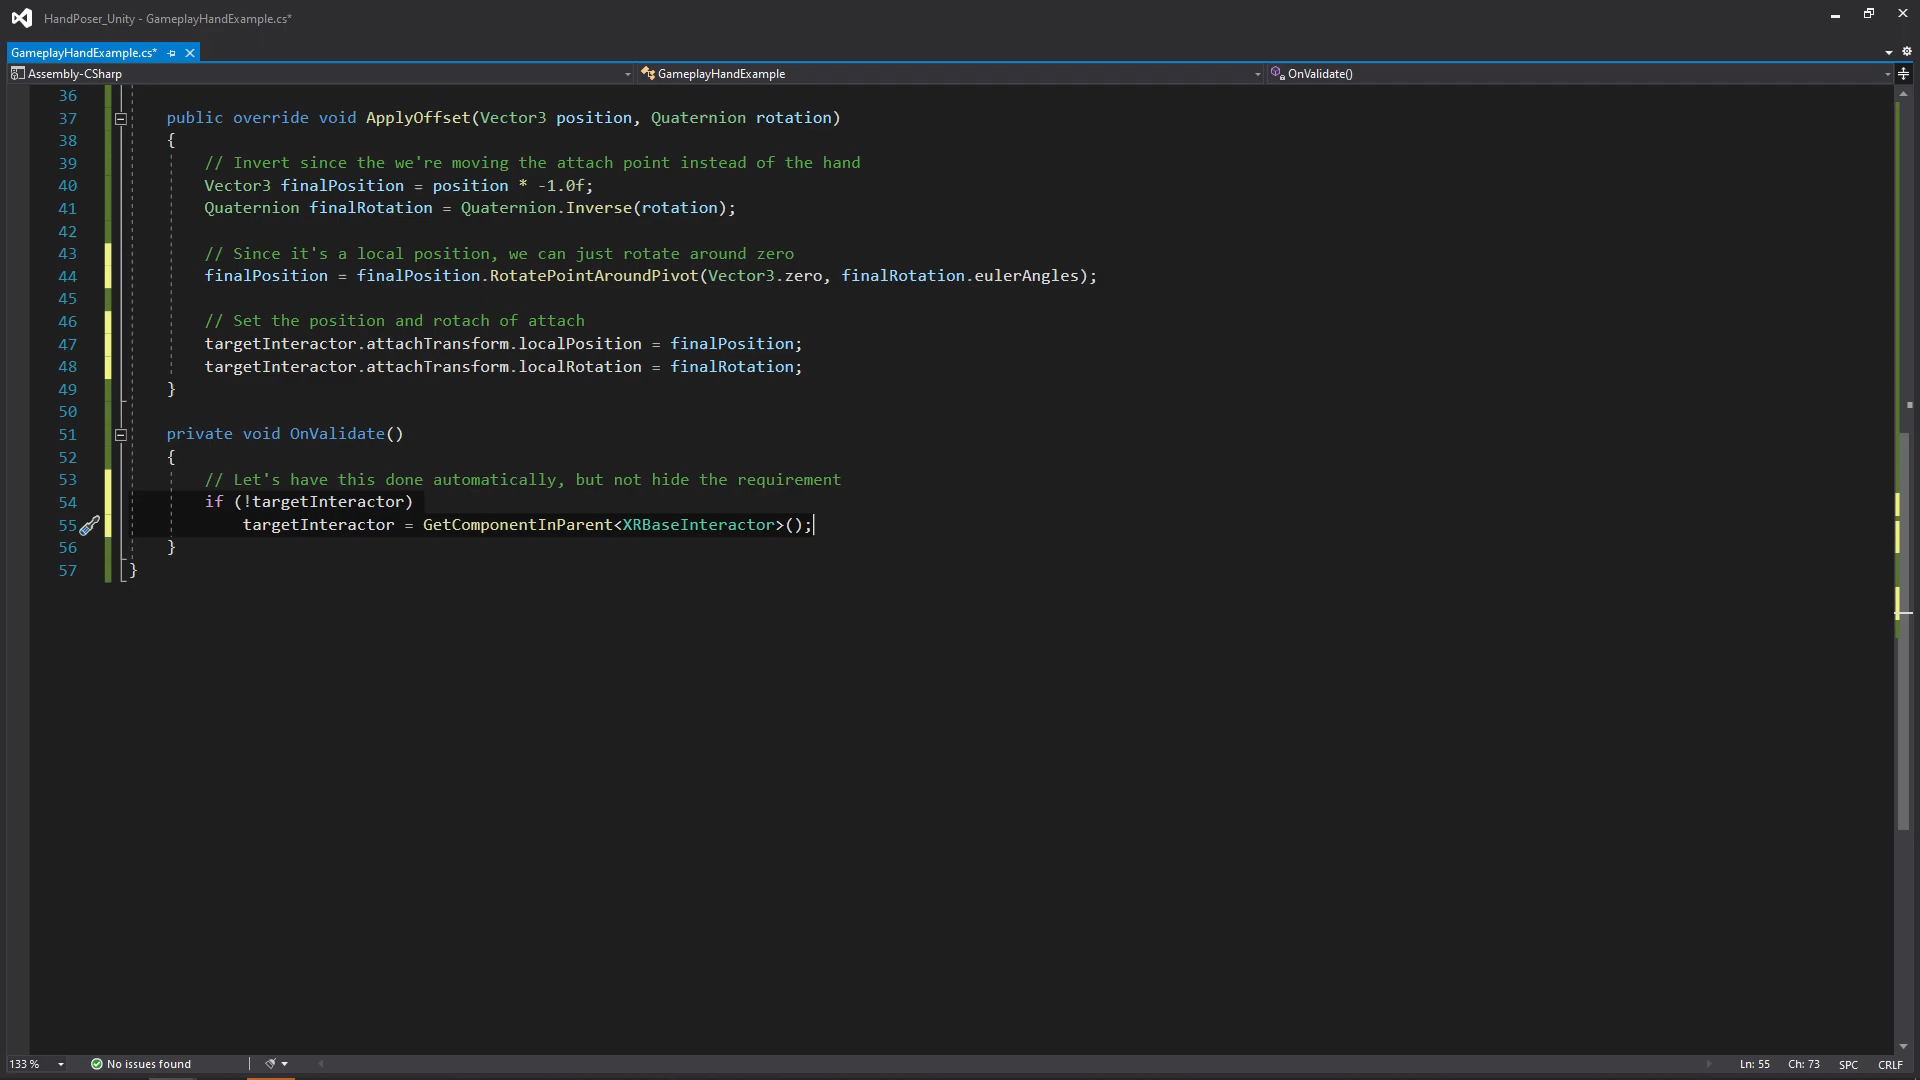 HandPoser_Unity - GameplayHandExample.cs*
GameplayHandExample.cs*
Assembly-CSharp
GameplayHandExample
OnValidate()
36
37 public override void ApplyOffset(Vector3 position, Quaternion rotation)
38 {
39 // Invert since the we're moving the attach point instead of the hand
40 Vector3 finalPosition = position * -1.0f;
41 Quaternion finalRotation = Quaternion.Inverse(rotation);
42
43 // Since it's a local position, we can just rotate around zero
44 finalPosition = finalPosition.RotatePointAroundPivot(Vector3.zero, finalRotation.eulerAngles);
45
46 // Set the position and rotach of attach
47 targetInteractor.attachTransform.localPosition = finalPosition;
48 targetInteractor.attachTransform.localRotation = finalRotation;
49 }
50
51 private void OnValidate()
52 {
53 // Let's have this done automatically, but not hide the requirement
54 if (!targetInteractor)
55 targetInteractor = GetComponentInParent<XRBaseInteractor>();
56 }
57 }
133 %
No issues found
Ln: 55
Ch: 73
SPC
CRLF